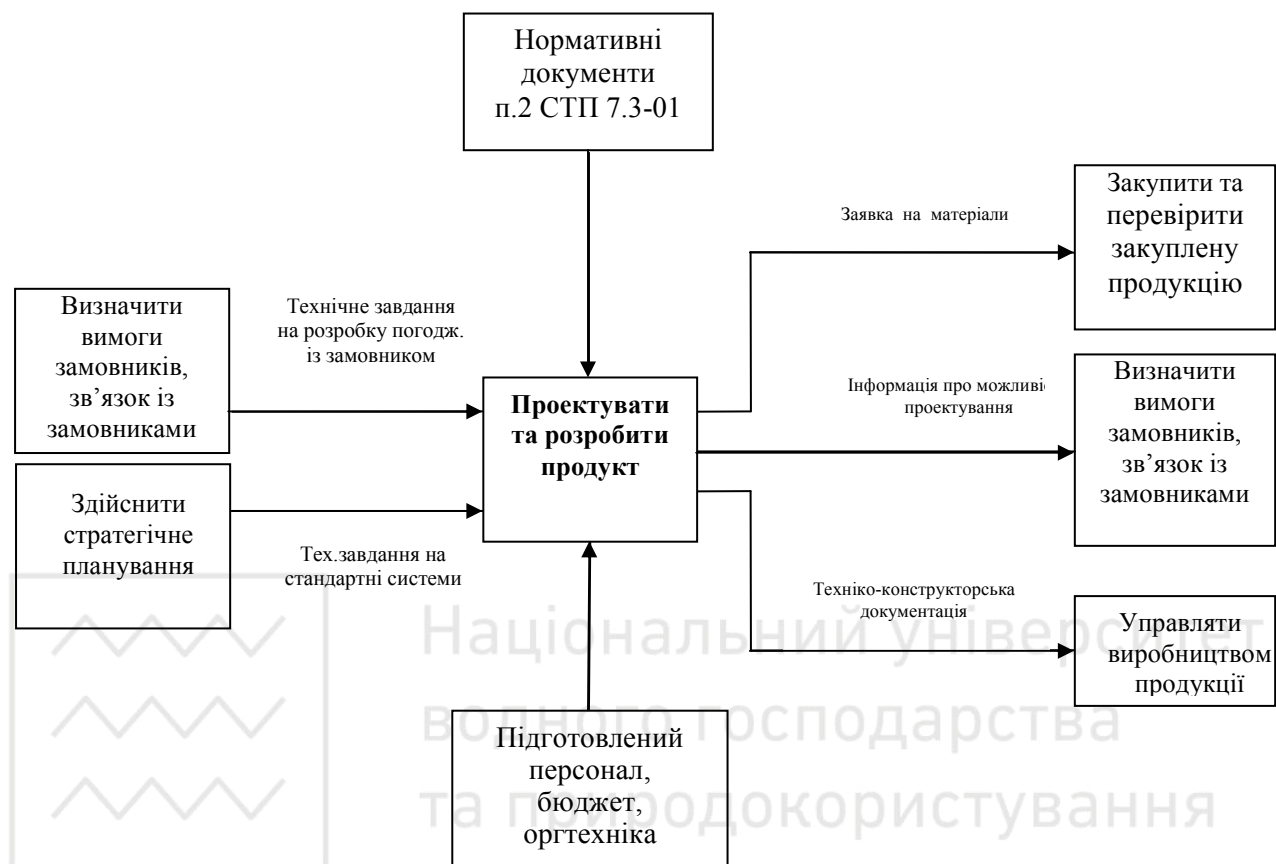 Нормативні
документи
п.2 СТП 7.3-01
Заявка на матеріали
Закупити та
перевірити
закуплену
продукцію
Визначити
вимоги
замовників,
зв’язок із
замовниками
Технічне завдання
на розробку погодж.
із замовником
Проектувати
та розробити
продукт
Інформація про можливі
проектування
Визначити
вимоги
замовників,
зв’язок із
замовниками
Здійснити
стратегічне
планування
Тех.завдання на
стандартні системи
Техніко-конструкторська
документація
Управляти
виробництвом
продукції
Підготовлений
персонал,
бюджет,
оргтехніка
Національний університет
водного господарства
та природокористування